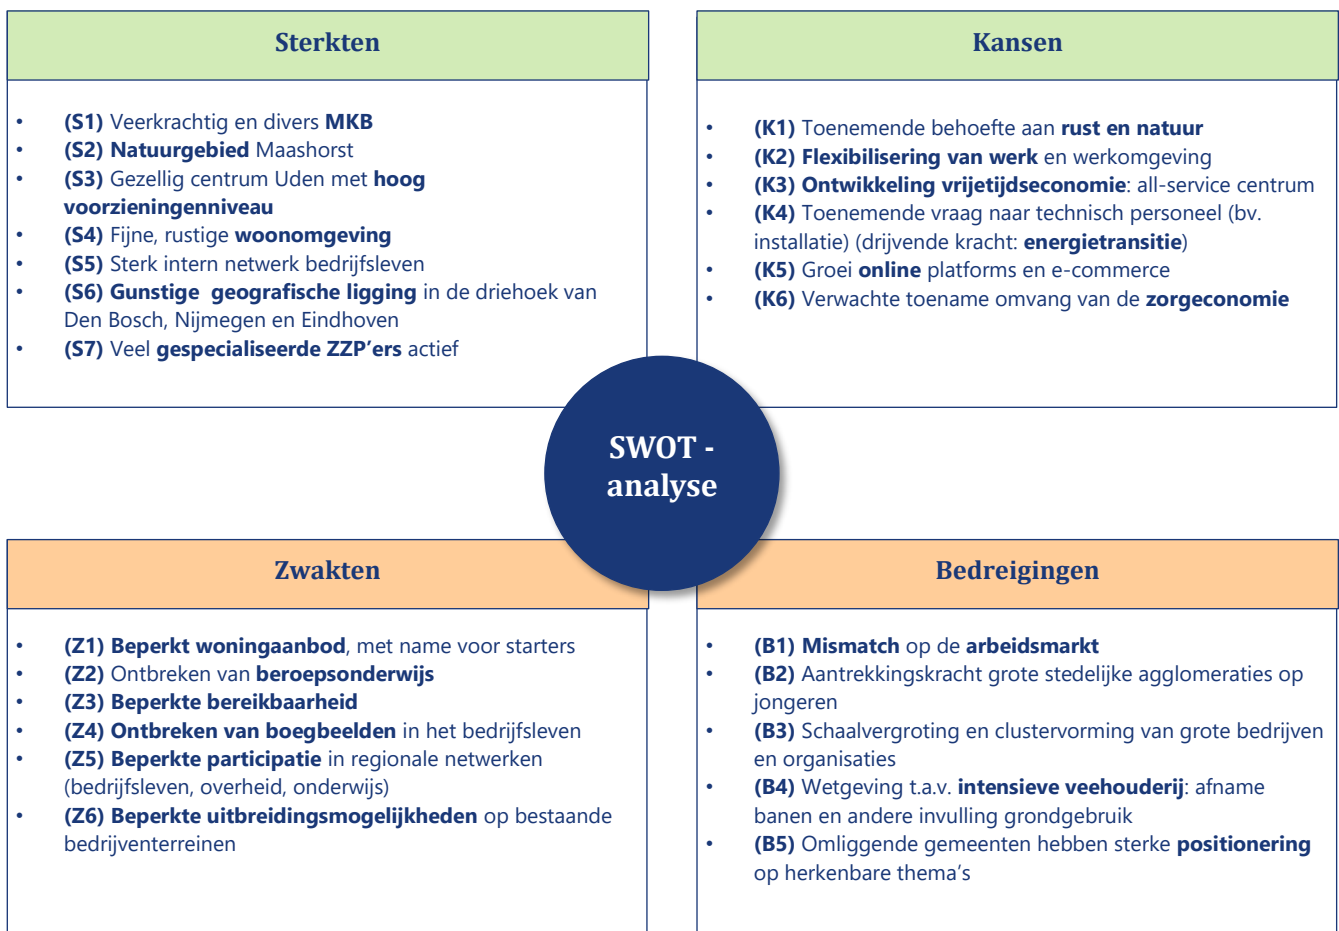 Sterkten
• (S1) Veerkrachtig en divers MKB
• (S2) Natuurgebied Maashorst
• (S3) Gezellig centrum Uden met hoog
voorzieningenniveau
• (S4) Fijne, rustige woonomgeving
• (S5) Sterk intern netwerk bedrijfsleven
• (S6) Gunstige geografische ligging in de driehoek van
Den Bosch, Nijmegen en Eindhoven
• (S7) Veel gespecialiseerde ZZP’ers actief
Kansen
• (K1) Toenemende behoefte aan rust en natuur
• (K2) Flexibilisering van werk en werkomgeving
• (K3) Ontwikkeling vrijetijdseconomie: all-service centrum
• (K4) Toenemende vraag naar technisch personeel (bv.
installatie) (drijvende kracht: energietransitie)
• (K5) Groei online platforms en e-commerce
• (K6) Verwachte toename omvang van de zorgeconomie
SWOT -
analyse
Zwakten
• (Z1) Beperkt woningaanbod, met name voor starters
• (Z2) Ontbreken van beroepsonderwijs
• (Z3) Beperkte bereikbaarheid
• (Z4) Ontbreken van boegbeelden in het bedrijfsleven
• (Z5) Beperkte participatie in regionale netwerken
(bedrijfsleven, overheid, onderwijs)
• (Z6) Beperkte uitbreidingsmogelijkheden op bestaande
bedrijventerreinen
Bedreigingen
• (B1) Mismatch op de arbeidsmarkt
• (B2) Aantrekkingskracht grote stedelijke agglomeraties op
jongeren
• (B3) Schaalvergroting en clustervorming van grote bedrijven
en organisaties
• (B4) Wetgeving t.a.v. intensieve veehouderij: afname
banen en andere invulling grondgebruik
• (B5) Omliggende gemeenten hebben sterke positionering
op herkenbare thema’s